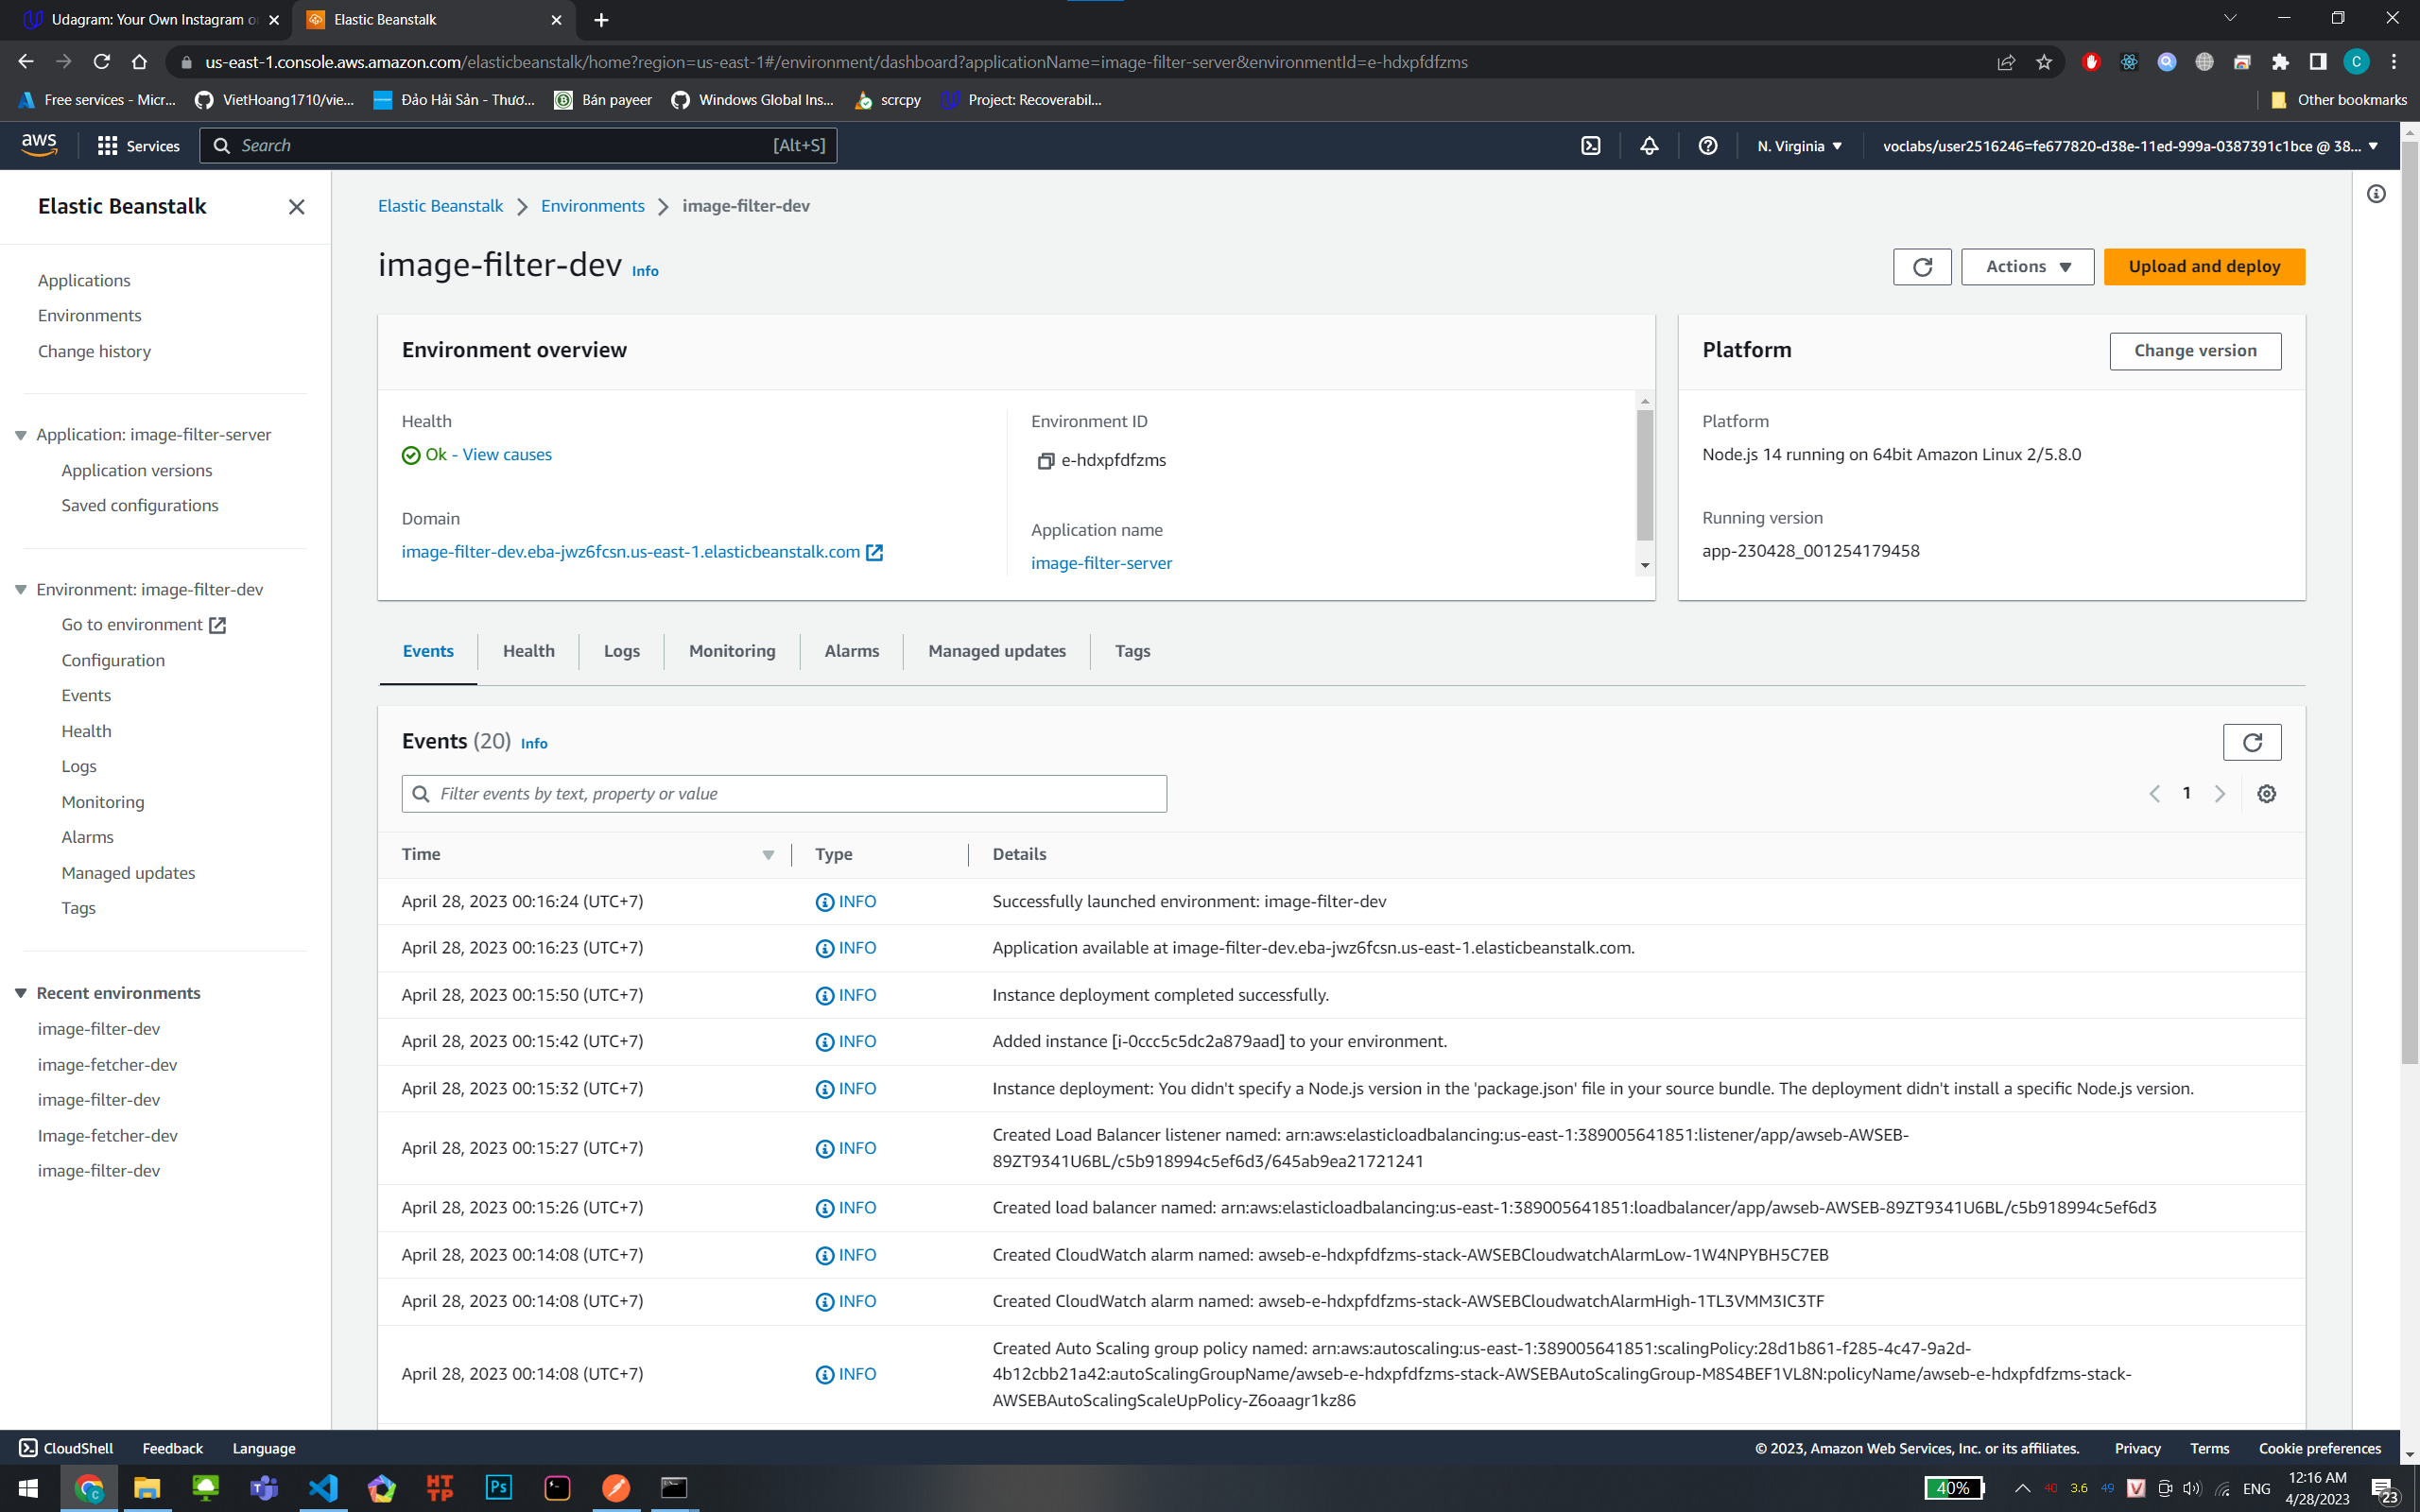 Udagram: Your Own Instagram o
Elastic Beanstalk
us-east-1.console.aws.amazon.com/elasticbeanstalk/home?region=us-east-1#/environment/dashboard?applicationName=image-filter-server&environmentId=e-hdxpfdfzms
C
Free services - Micr...
VietHoang1710/vie...
Đảo Hải Sản - Thươ...
Bán payeer
Windows Global Ins...
scrcpy
Project: Recoverabil...
Other bookmarks
aws
Services
Search
[Alt+S]
N. Virginia
voclabs/user2516246=fe677820-d38e-11ed-999a-0387391c1bce @ 38...
Elastic Beanstalk
Applications
Environments
Change history
Application: image-filter-server
Application versions
Saved configurations
Environment: image-filter-dev
Go to environment
Configuration
Events
Health
Logs
Monitoring
Alarms
Managed updates
Tags
Recent environments
image-filter-dev
image-fetcher-dev
image-filter-dev
Image-fetcher-dev
image-filter-dev
Elastic Beanstalk
Environments
image-filter-dev
image-filter-dev Info
Actions
Upload and deploy
Environment overview
Health
Ok - View causes
Domain
image-filter-dev.eba-jwz6fcsn.us-east-1.elasticbeanstalk.com
Environment ID
e-hdxpfdfzms
Application name
image-filter-server
Platform
Change version
Platform
Node.js 14 running on 64bit Amazon Linux 2/5.8.0
Running version
app-230428_001254179458
Events
Health
Logs
Monitoring
Alarms
Managed updates
Tags
Events (20) Info
Filter events by text, property or value
1
Time
Type
Details
April 28, 2023 00:16:24 (UTC+7) INFO Successfully launched environment: image-filter-dev
April 28, 2023 00:16:23 (UTC+7) INFO Application available at image-filter-dev.eba-jwz6fcsn.us-east-1.elasticbeanstalk.com.
April 28, 2023 00:15:50 (UTC+7) INFO Instance deployment completed successfully.
April 28, 2023 00:15:42 (UTC+7) INFO Added instance [i-0ccc5c5dc2a879aad] to your environment.
April 28, 2023 00:15:32 (UTC+7) INFO Instance deployment: You didn't specify a Node.js version in the 'package.json' file in your source bundle. The deployment didn't install a specific Node.js version.
April 28, 2023 00:15:27 (UTC+7) INFO Created Load Balancer listener named: arn:aws:elasticloadbalancing:us-east-1:389005641851:listener/app/awseb-AWSEB-
89ZT9341U6BL/c5b918994c5ef6d3/645ab9ea21721241
April 28, 2023 00:15:26 (UTC+7) INFO Created load balancer named: arn:aws:elasticloadbalancing:us-east-1:389005641851:loadbalancer/app/awseb-AWSEB-89ZT9341U6BL/c5b918994c5ef6d3
April 28, 2023 00:14:08 (UTC+7) INFO Created CloudWatch alarm named: awseb-e-hdxpfdfzms-stack-AWSEBCloudwatchAlarmLow-1W4NPYBH5C7EB
April 28, 2023 00:14:08 (UTC+7) INFO Created CloudWatch alarm named: awseb-e-hdxpfdfzms-stack-AWSEBCloudwatchAlarmHigh-1TL3VMM3IC3TF
April 28, 2023 00:14:08 (UTC+7) INFO Created Auto Scaling group policy named: arn:aws:autoscaling:us-east-1:389005641851:scalingPolicy:28d1b861-f285-4c47-9a2d-
4b12cbb21a42:autoScalingGroupName/awseb-e-hdxpfdfzms-stack-AWSEBAutoScalingGroup-M8S4BEF1VL8N:policyName/awseb-e-hdxpfdfzms-stack-
AWSEBAutoScalingScaleUpPolicy-Z6oaagr1kz86
CloudShell
Feedback
Language
© 2023, Amazon Web Services, Inc. or its affiliates.
Privacy
Terms
Cookie preferences
HT
TP
Ps
40%
40
3.6
49
V
ENG
12:16 AM
4/28/2023
23